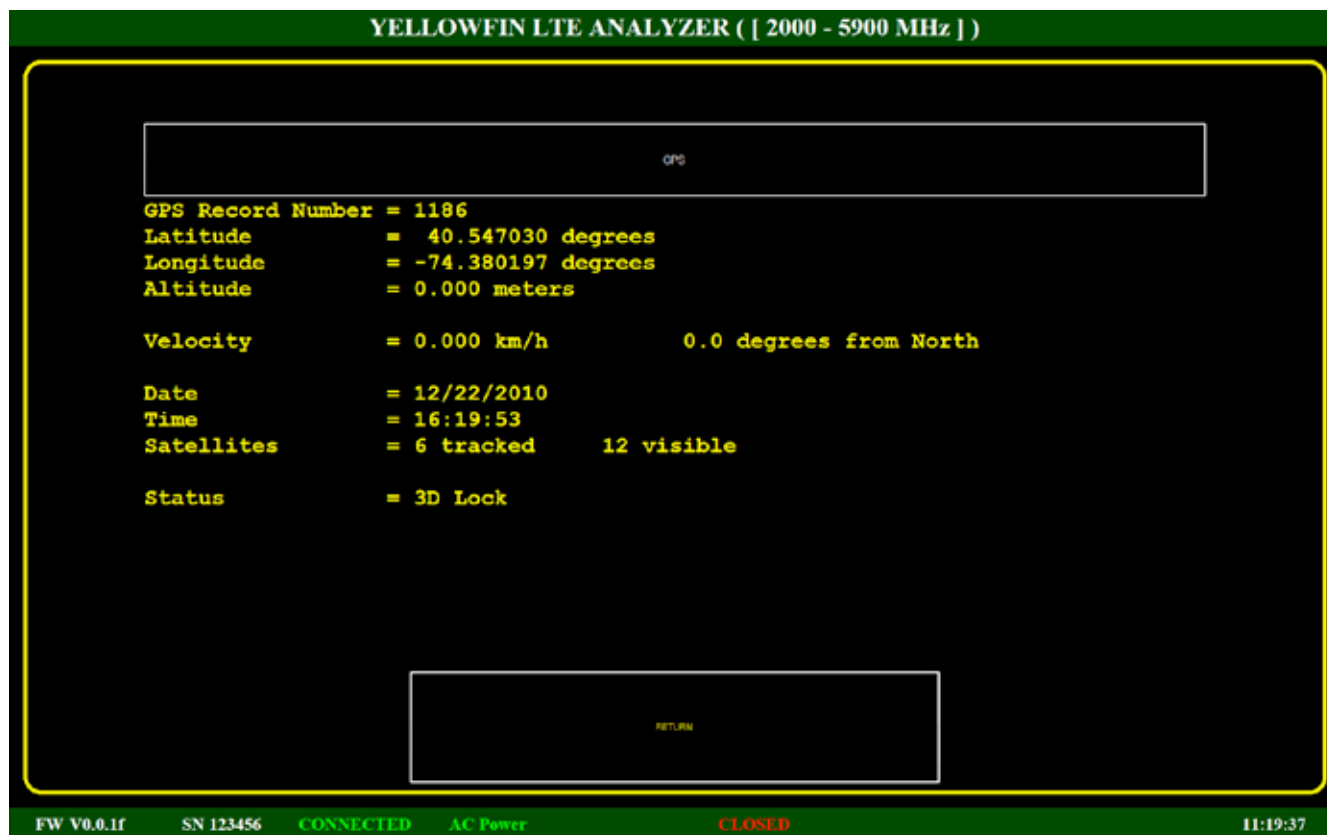 YELLOWFIN LTE ANALYZER ( [ 2000 - 5900 MHz ] )
GPS
GPS Record Number = 1186
Latitude = 40.547030 degrees
Longitude = -74.380197 degrees
Altitude = 0.000 meters
Velocity = 0.000 km/h 0.0 degrees from North
Date = 12/22/2010
Time = 16:19:53
Satellites = 6 tracked 12 visible
Status = 3D Lock
RETURN
FW V0.0.1f SN 123456 CONNECTED AC Power CLOSED 11:19:37